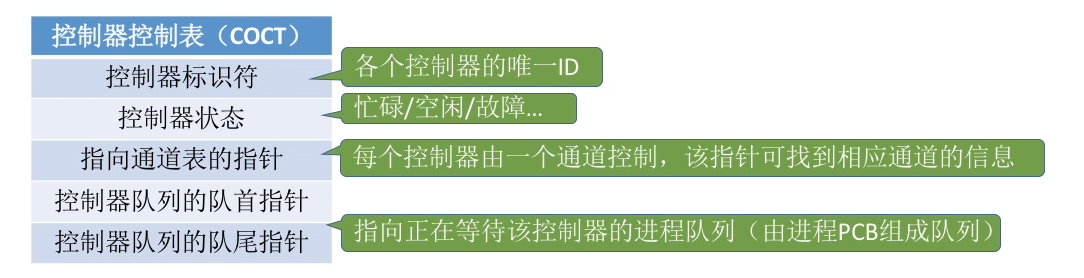 控制器控制表（COCT）
控制器标识符
各个控制器的唯一ID
控制器状态
忙碌/空闲/故障...
指向通道表的指针
每个控制器由一个通道控制，该指针可找到相应通道的信息
控制器队列的队首指针
控制器队列的队尾指针
指向正在等待该控制器的进程队列（由进程PCB组成队列）